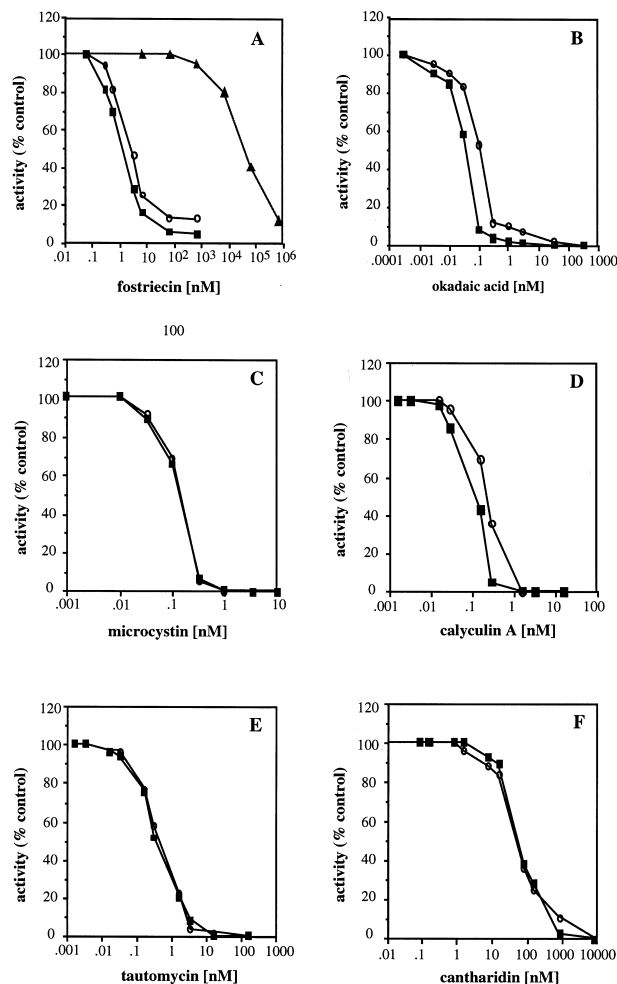 A
120
100
80
60
40
20
0
activity (% control)
.01 .1 1 10 10² 10³ 10⁴ 10⁵ 10⁶
fostriecin [nM]
B
120
100
80
60
40
20
0
activity (% control)
.0001 .001 .01 .1 1 10 100 1000
okadaic acid [nM]
100
C
120
100
80
60
40
20
0
activity (% control)
.001 .01 .1 1 10
microcystin [nM]
D
120
100
80
60
40
20
0
activity (% control)
.001 .01 .1 1 10 100
calyculin A [nM]
E
120
100
80
60
40
20
0
activity (% control)
.001 .01 .1 1 10 100 1000
tautomycin [nM]
F
120
100
80
60
40
20
0
activity (% control)
.01 .1 1 10 100 1000 10000
cantharidin [nM]